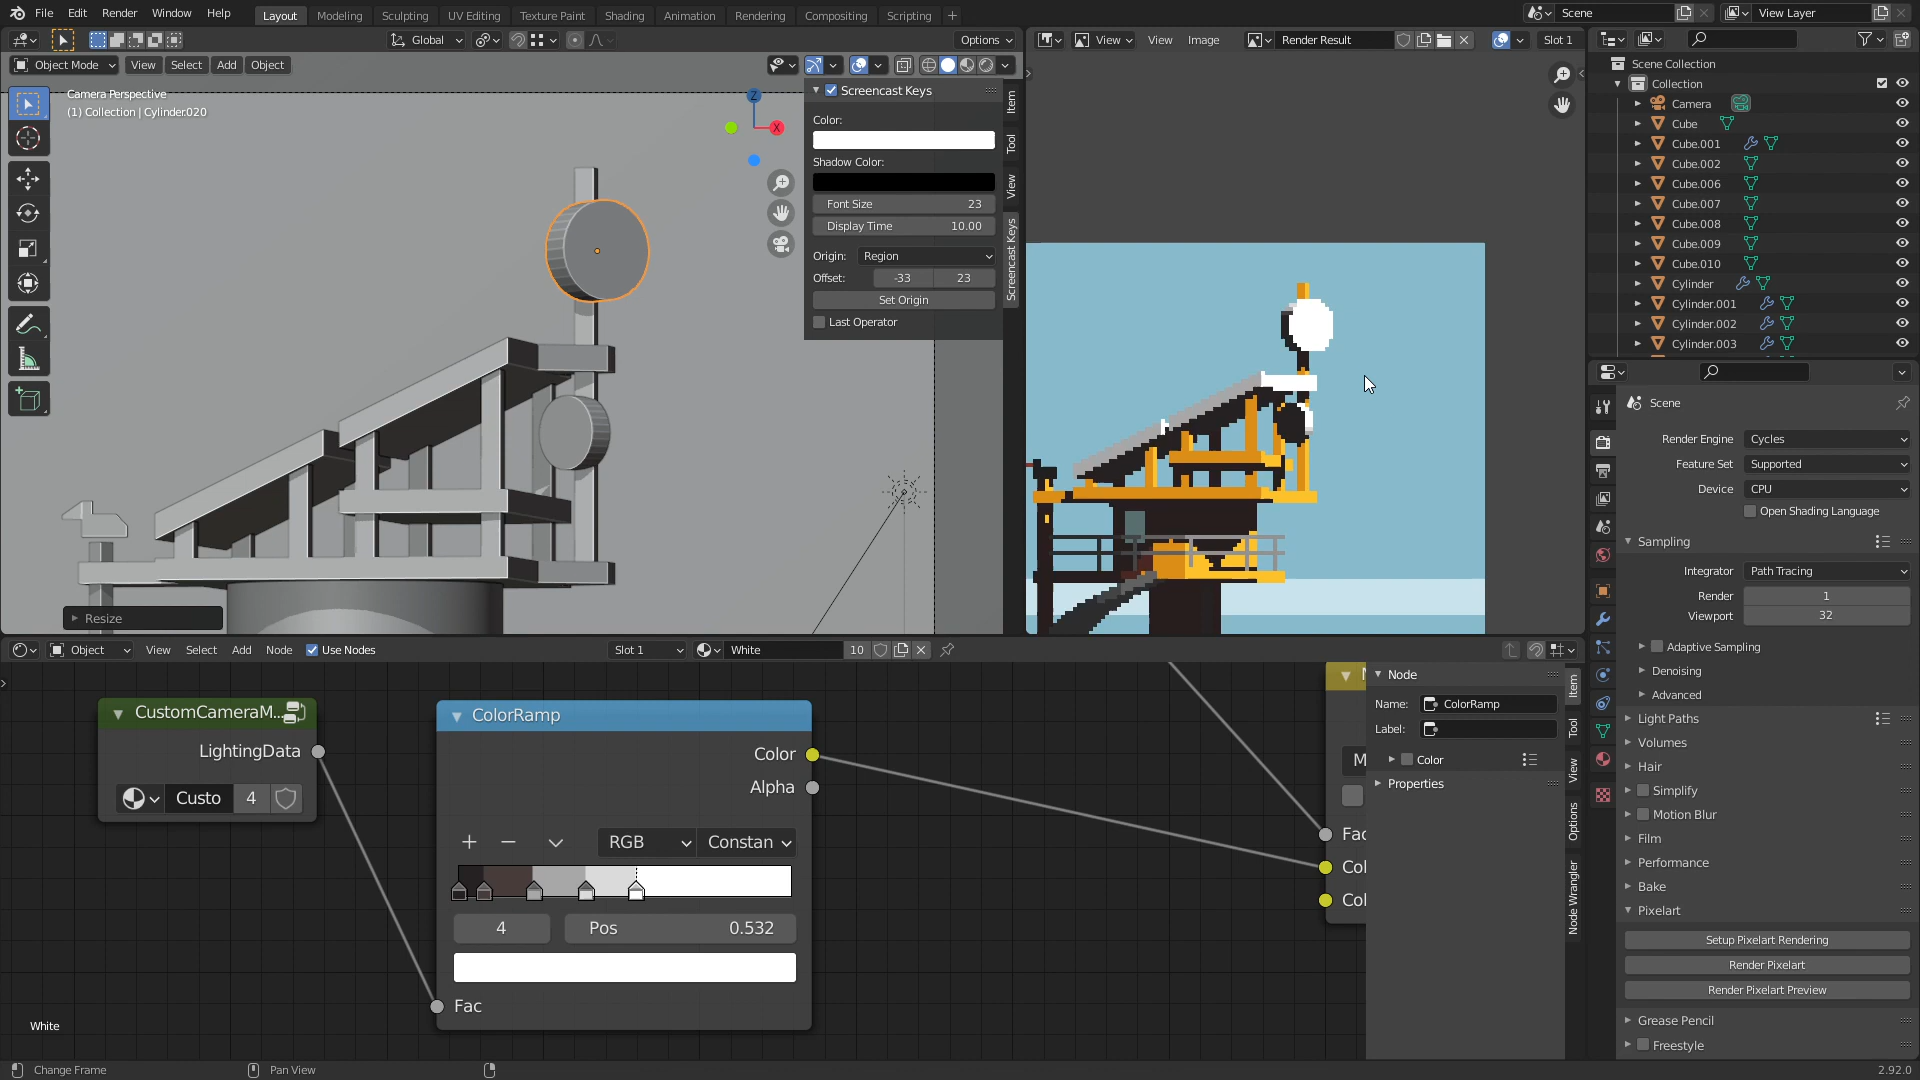 File Edit Render Window Help Layout Modeling Sculpting UV Editing Texture Paint Shading Animation Rendering Compositing Scripting + Scene View Layer
Global Options
Object Mode View Select Add Object
Camera Perspective
(1) Collection | Cylinder.020
Z
X
Screencast Keys
Color:
Shadow Color:
Font Size 23
Display Time 10.00
Origin: Region
Offset: -33 23
Set Origin
Last Operator
Item
Tool
View
Screencast Keys
Resize
View View Image Render Result Slot 1
Scene Collection
Collection
Camera
Cube
Cube.001
Cube.002
Cube.006
Cube.007
Cube.008
Cube.009
Cube.010
Cylinder
Cylinder.001
Cylinder.002
Cylinder.003
Scene
Render Engine Cycles
Feature Set Supported
Device CPU
Open Shading Language
Sampling
Integrator Path Tracing
Render 1
Viewport 32
Adaptive Sampling
Denoising
Advanced
Light Paths
Volumes
Hair
Simplify
Motion Blur
Film
Performance
Bake
Pixelart
Setup Pixelart Rendering
Render Pixelart
Render Pixelart Preview
Grease Pencil
Freestyle
Object View Select Add Node Use Nodes Slot 1 White 10
CustomCameraM...
LightingData
Custo 4
ColorRamp
Color
Alpha
+ − RGB Constan
4 Pos 0.532
Fac
M
Fac
Col
Col
Node
Name: ColorRamp
Label:
Color
Properties
Item
Tool
View
Options
Node Wrangler
White
Change Frame Pan View 2.92.0